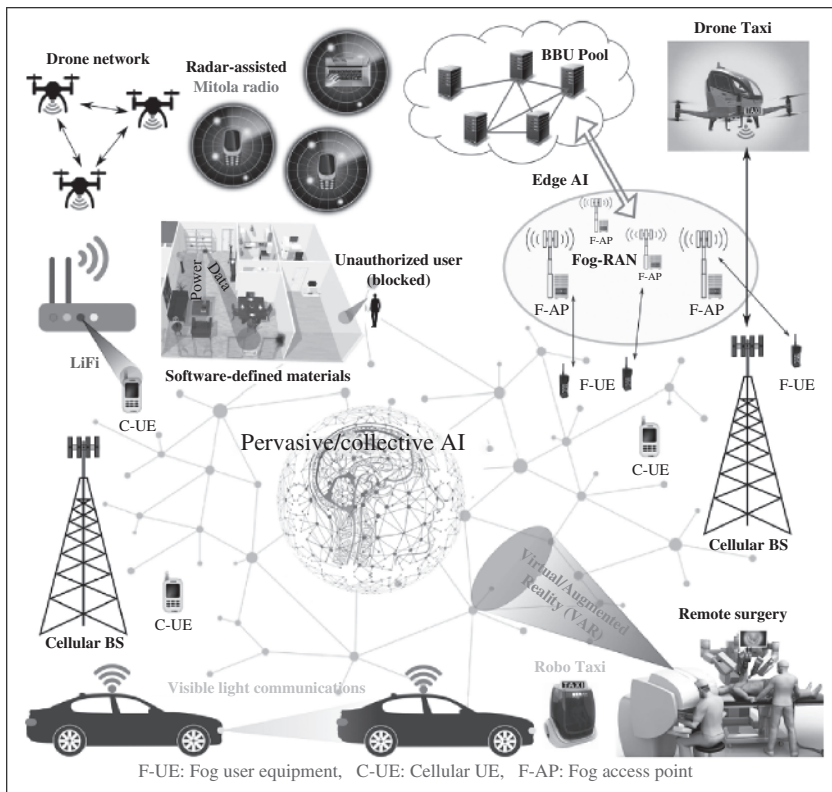 Drone network
Radar-assisted
Mitola radio
BBU Pool
Drone Taxi
TAXI
Edge AI
F-AP
Fog-RAN
F-AP
F-AP
F-AP
Unauthorized user
(blocked)
Power
Data
LiFi
Software-defined materials
C-UE
F-UE
F-UE
Pervasive/collective AI
C-UE
Cellular BS
Virtual/Augmented
Reality (VAR)
Remote surgery
C-UE
Cellular BS
Visible light communications
Robo Taxi
TAXI
F-UE: Fog user equipment, C-UE: Cellular UE, F-AP: Fog access point